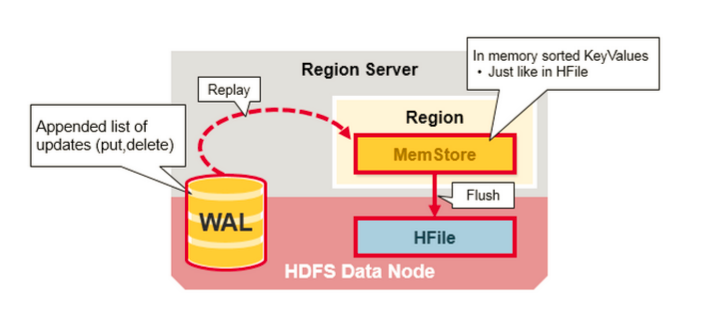 In memory sorted KeyValues
• Just like in HFile
Region Server
Replay
Appended list of
updates (put,delete)
Region
MemStore
Flush
WAL
HFile
HDFS Data Node